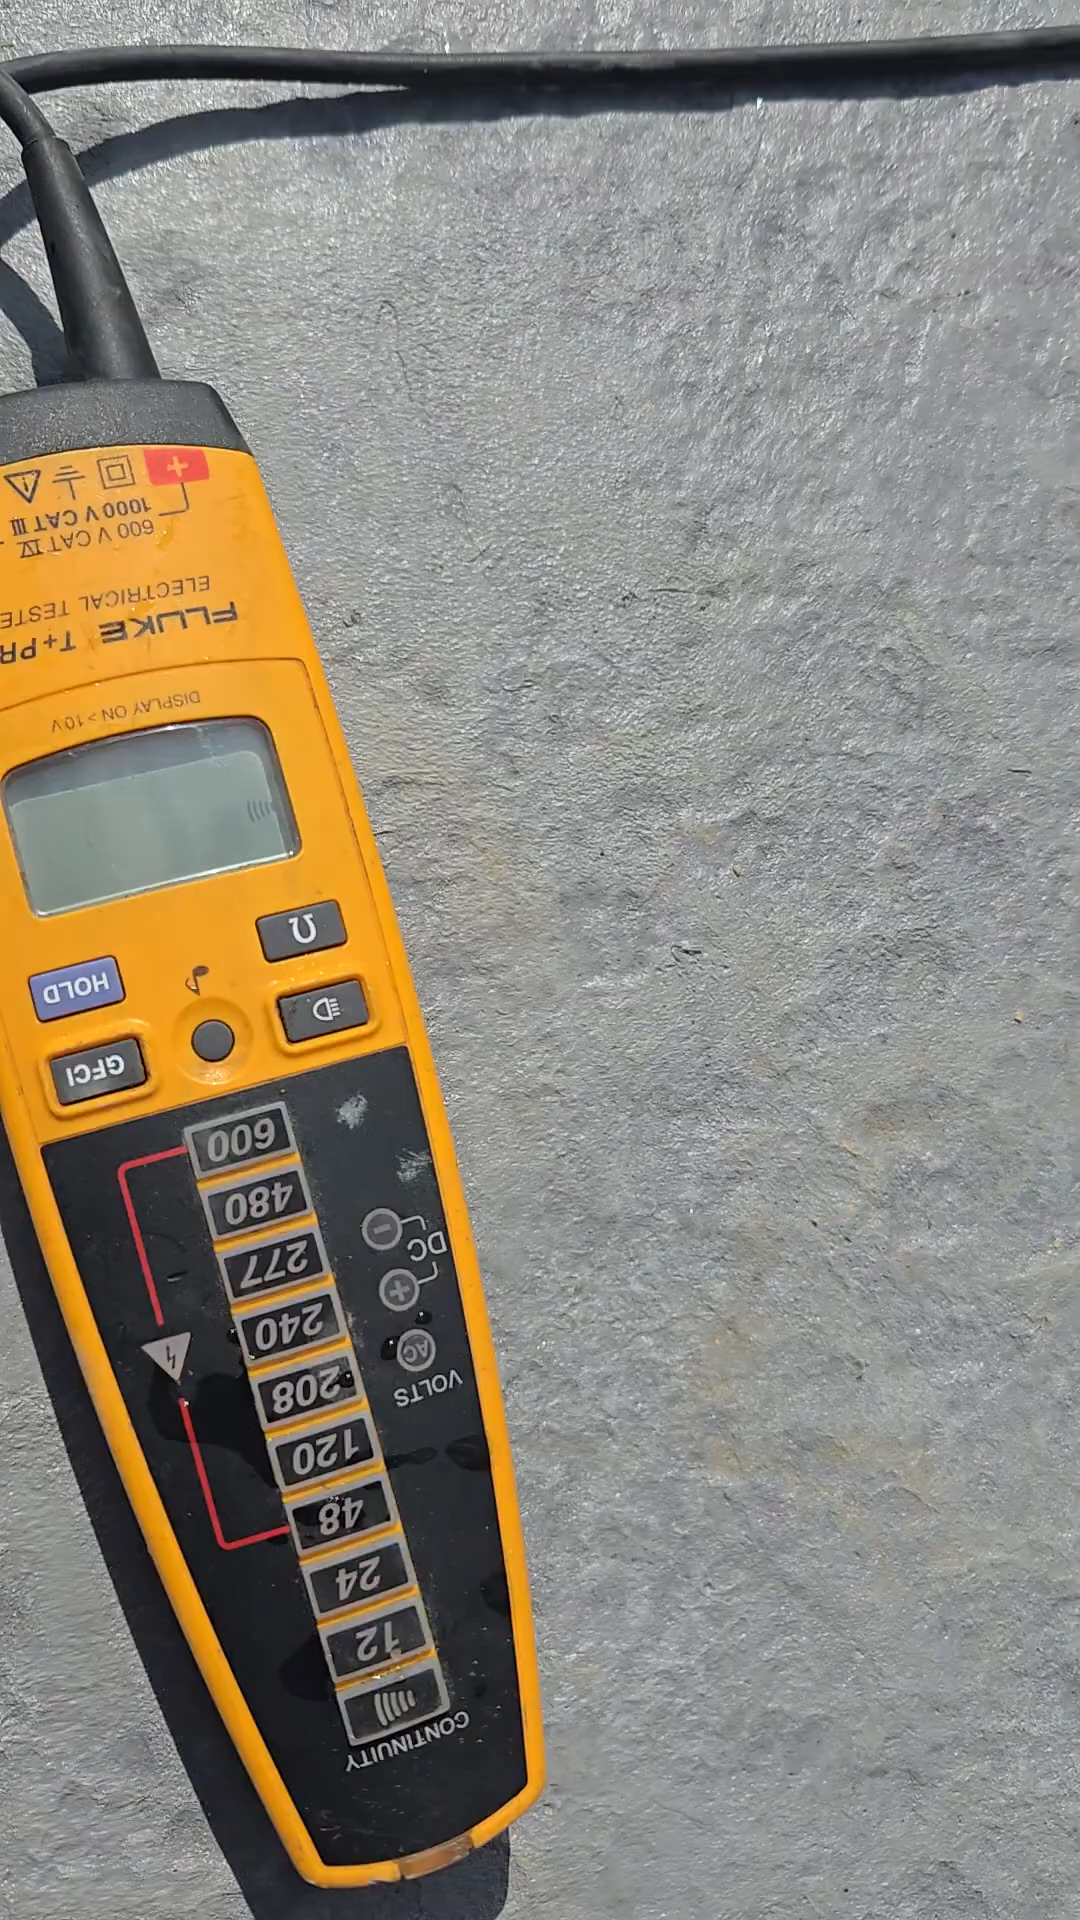 CONTINUITY
12
24
48
120
VOLTS
208
AC
240
+
277
DC
-
480
600
GFCI
Ω
HOLD
DISPLAY ON >10 V
FLUKE T+PR
ELECTRICAL TESTE
600 V CAT IV
1000 V CAT III
+